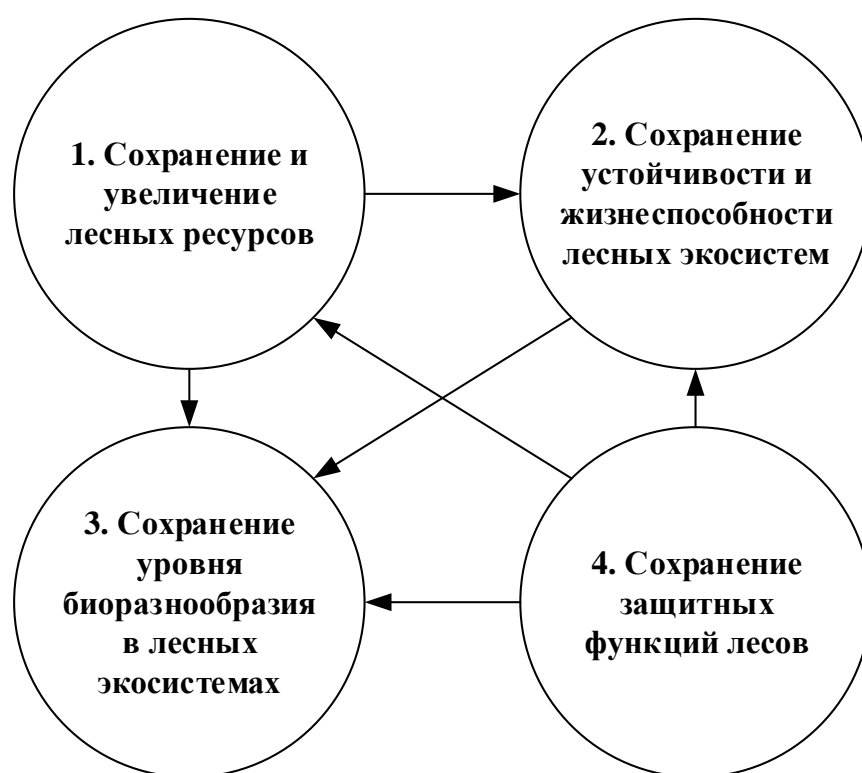 1. Сохранение и
увеличение
лесных ресурсов
2. Сохранение
устойчивости и
жизнеспособности
лесных экосистем
3. Сохранение
уровня
биоразнообразия
в лесных
экосистемах
4. Сохранение
защитных
функций лесов